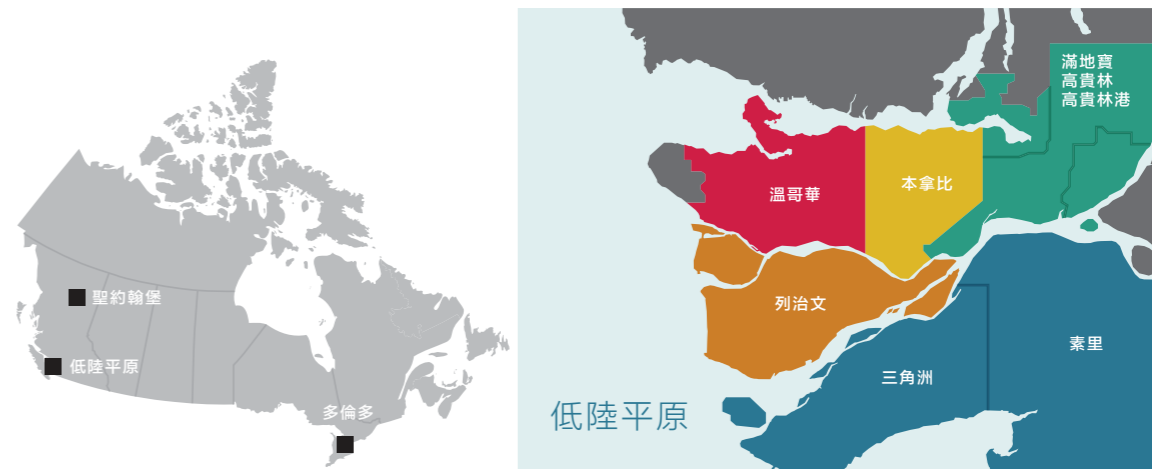 聖約翰堡
低陸平原
多倫多
滿地寶
高貴林
高貴林港
溫哥華
本拿比
列治文
素里
三角洲
低陸平原